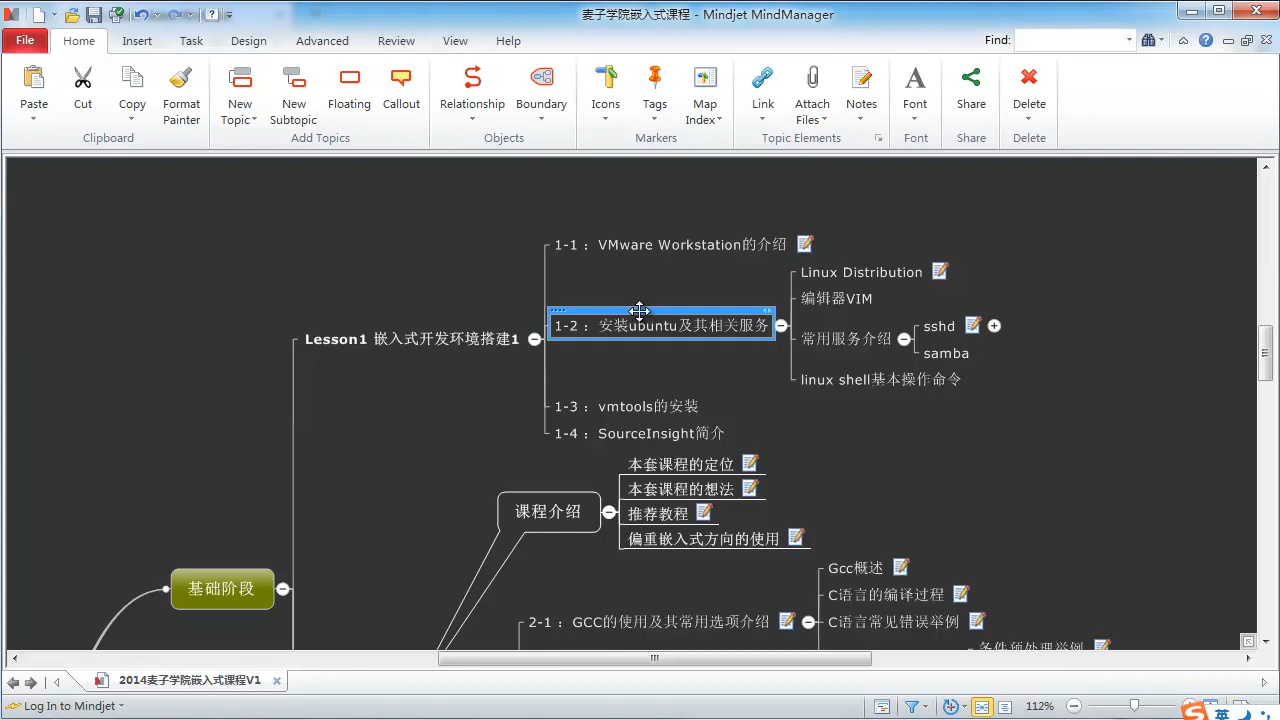 麦子学院嵌入式课程 - Mindjet MindManager
File Home Insert Task Design Advanced Review View Help Find:
Paste Cut Copy Format Painter New Topic New Subtopic Floating Callout Relationship Boundary Icons Tags Map Index Link Attach Files Notes Font Share Delete
Clipboard Add Topics Objects Markers Topic Elements Font Share Delete
1-1 : VMware Workstation的介绍
Linux Distribution
编辑器VIM
1-2 : 安装ubuntu及其相关服务
sshd
Lesson1 嵌入式开发环境搭建1
常用服务介绍
samba
linux shell基本操作命令
1-3 : vmtools的安装
1-4 : SourceInsight简介
本套课程的定位
本套课程的想法
课程介绍
推荐教程
偏重嵌入式方向的使用
Gcc概述
基础阶段
C语言的编译过程
2-1 : GCC的使用及其常用选项介绍
C语言常见错误举例
条件预处理举例
2014麦子学院嵌入式课程V1
Log In to Mindjet
112%
英